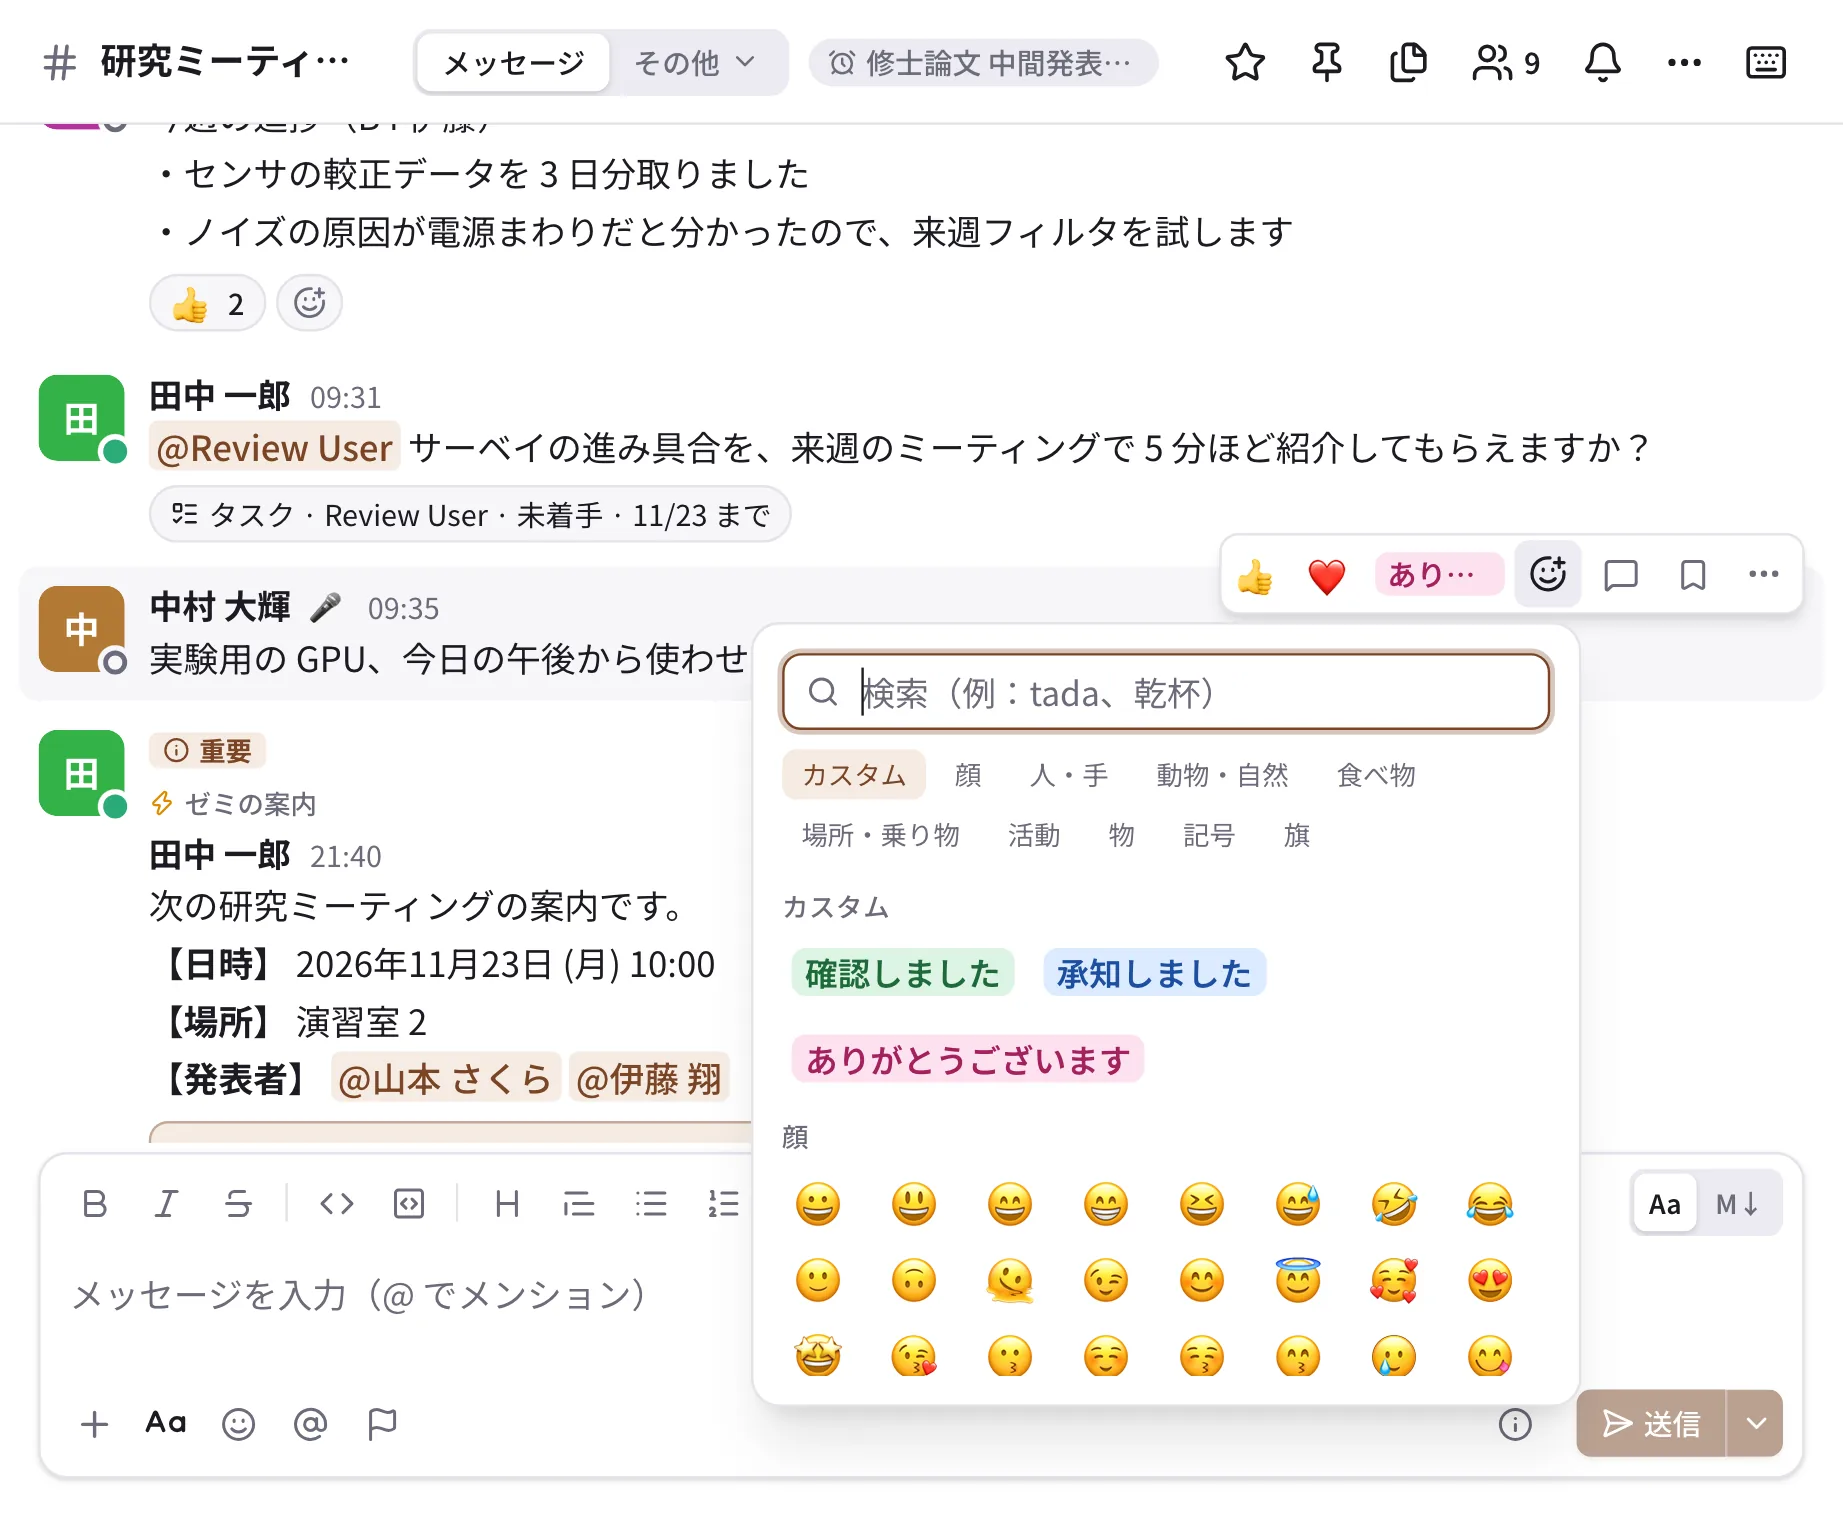 研究ミーティ…
メッセージ
その他
修士論文 中間発表…
9
・センサの較正データを 3 日分取りました
・ノイズの原因が電源まわりだと分かったので、来週フィルタを試します
👍 2
田
田中 一郎 09:31
@Review User サーベイの進み具合を、来週のミーティングで 5 分ほど紹介してもらえますか？
タスク · Review User · 未着手 · 11/23 まで
あり…
中
中村 大輝 🎤 09:35
実験用の GPU、今日の午後から使わせ
田
重要
ゼミの案内
田中 一郎 21:40
次の研究ミーティングの案内です。
【日時】 2026年11月23日 (月) 10:00
【場所】 演習室 2
【発表者】 @山本 さくら @伊藤 翔
検索（例：tada、乾杯）
カスタム 顔 人・手 動物・自然 食べ物
場所・乗り物 活動 物 記号 旗
カスタム
確認しました 承知しました
ありがとうございます
顔
Aa M↓
メッセージを入力（@ でメンション）
Aa
送信